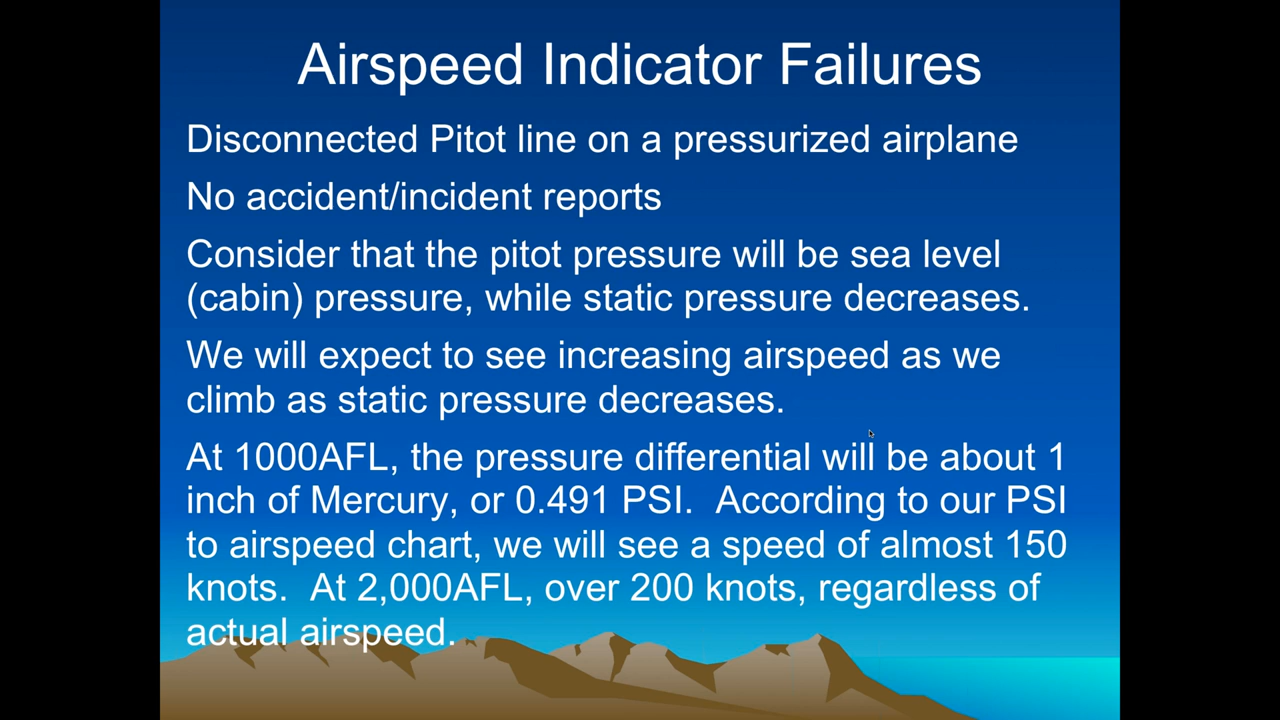 Airspeed Indicator Failures
Disconnected Pitot line on a pressurized airplane
No accident/incident reports
Consider that the pitot pressure will be sea level
(cabin) pressure, while static pressure decreases.
We will expect to see increasing airspeed as we
climb as static pressure decreases.
At 1000AFL, the pressure differential will be about 1
inch of Mercury, or 0.491 PSI.  According to our PSI
to airspeed chart, we will see a speed of almost 150
knots.  At 2,000AFL, over 200 knots, regardless of
actual airspeed.